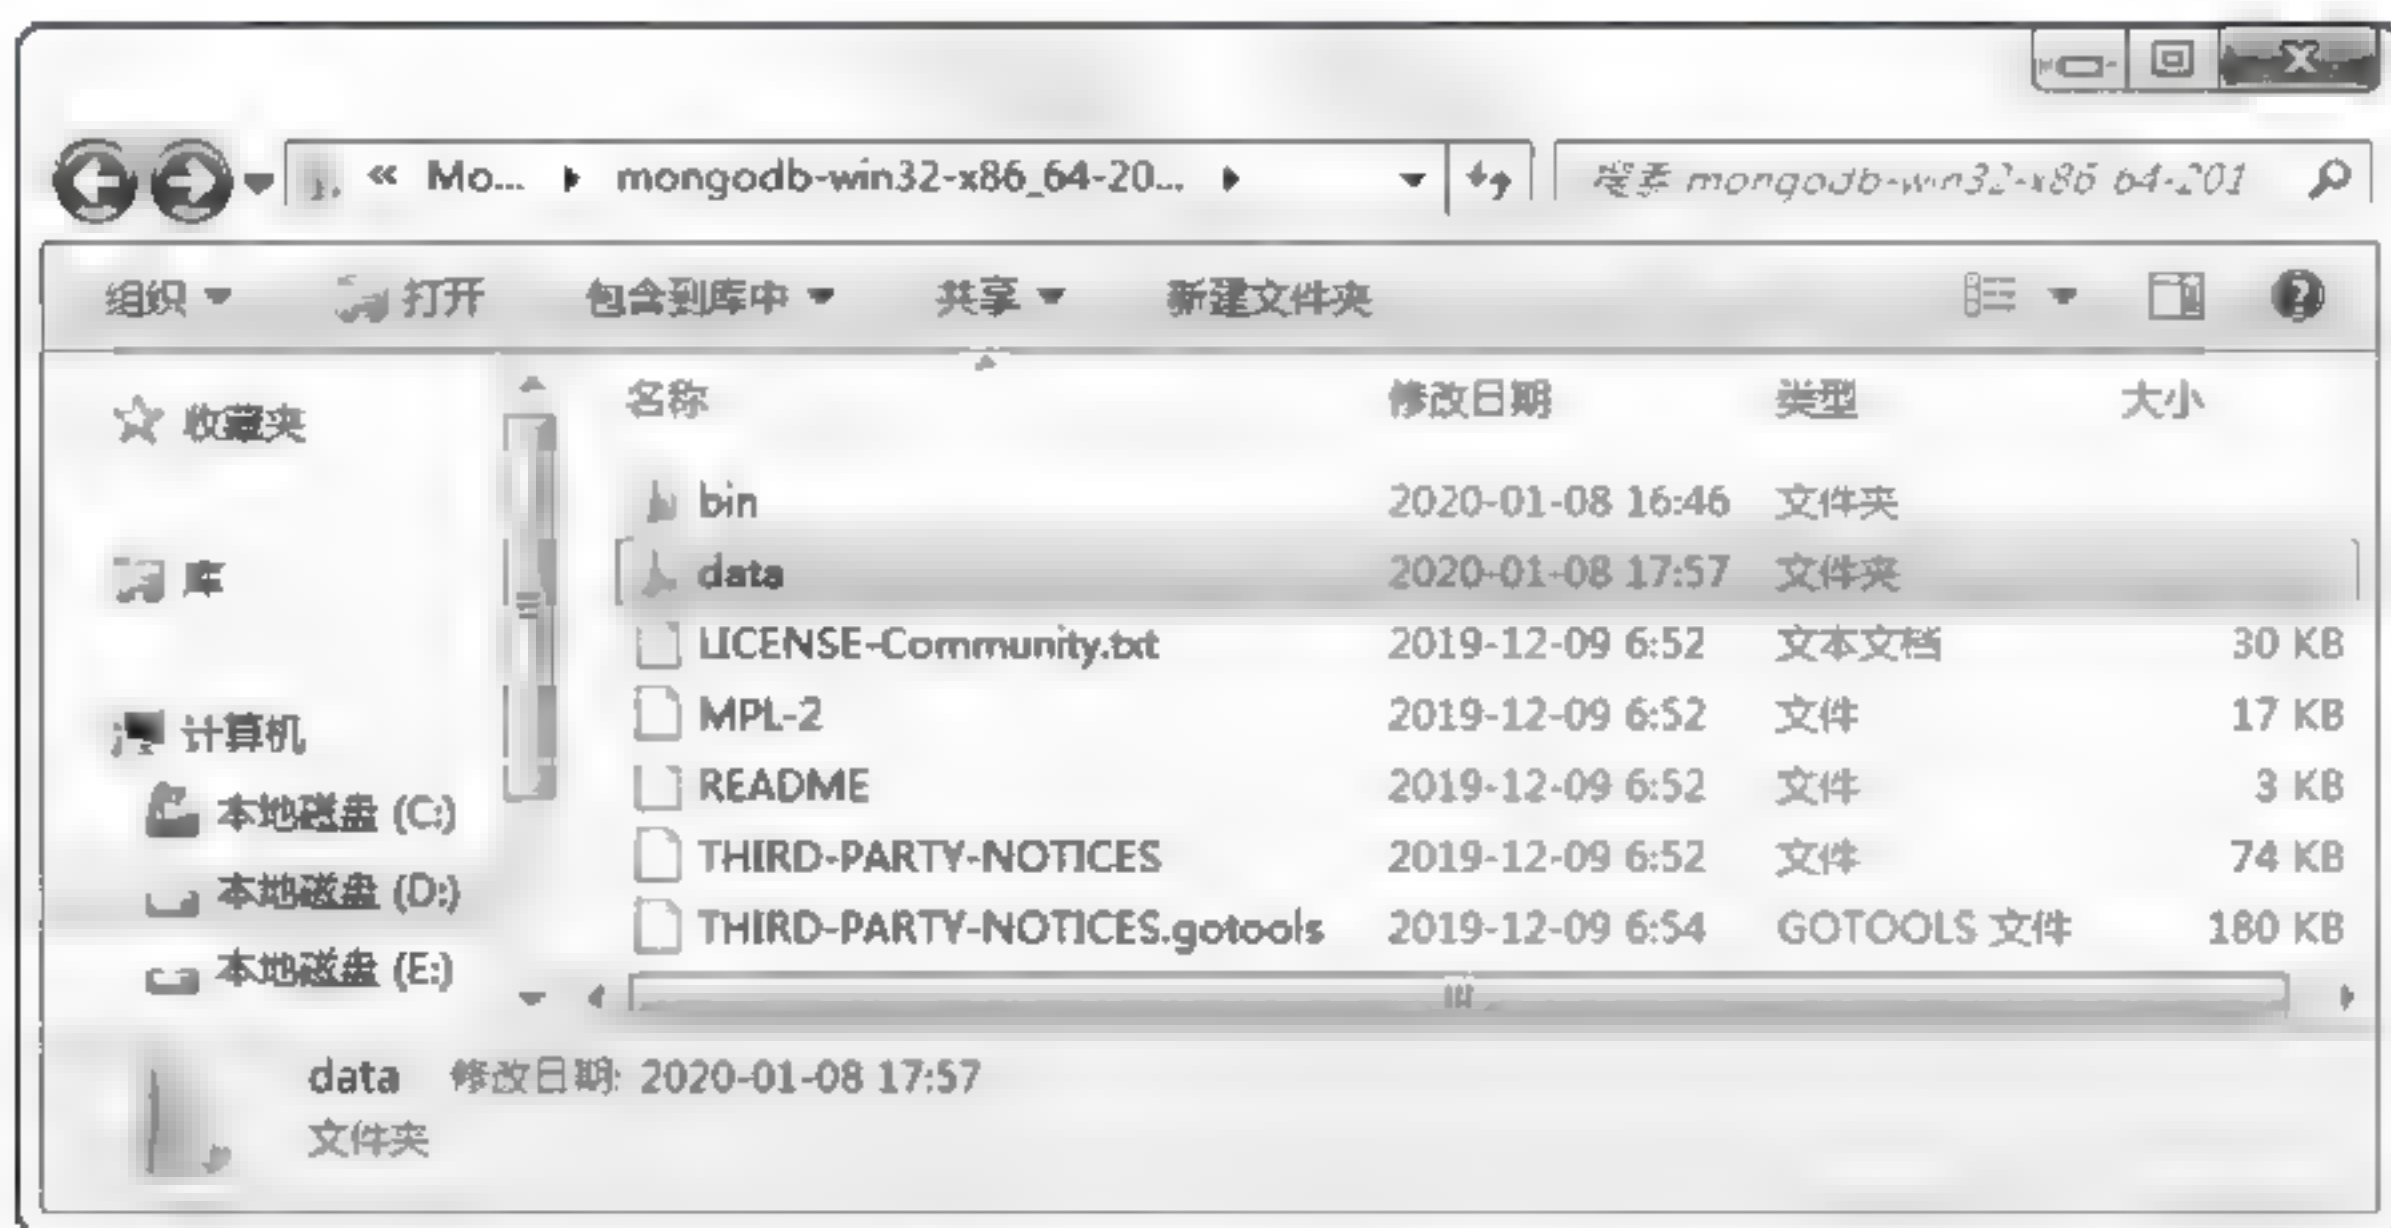 « Mo... mongodb-win32-x86_64-20... 搜索 mongodb-win32-x86 64-201
组织 打开 包含到库中 共享 新建文件夹
收藏夹
库
计算机
本地磁盘 (C:)
本地磁盘 (D:)
本地磁盘 (E:)
名称 修改日期 类型 大小
bin 2020-01-08 16:46 文件夹
data 2020-01-08 17:57 文件夹
LICENSE-Community.txt 2019-12-09 6:52 文本文档 30 KB
MPL-2 2019-12-09 6:52 文件 17 KB
README 2019-12-09 6:52 文件 3 KB
THIRD-PARTY-NOTICES 2019-12-09 6:52 文件 74 KB
THIRD-PARTY-NOTICES.gotools 2019-12-09 6:54 GOTOOLS 文件 180 KB
data 修改日期: 2020-01-08 17:57
文件夹